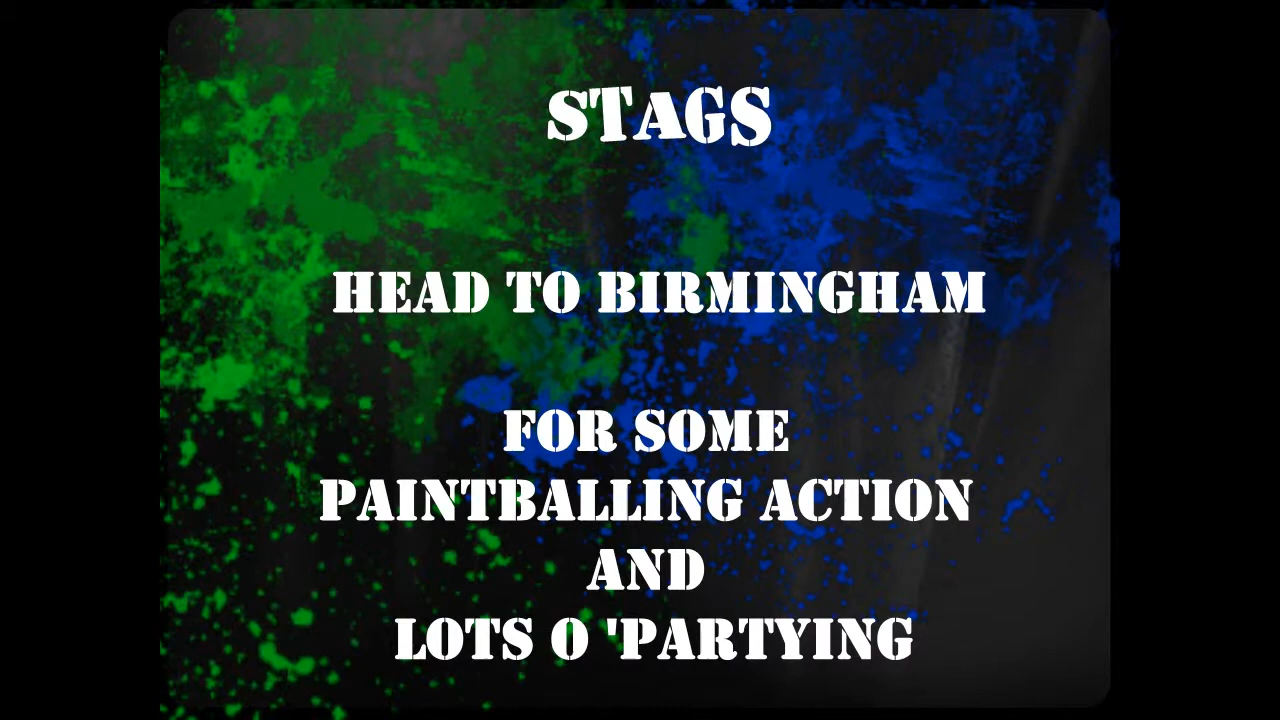 STAGS
HEAD TO BIRMINGHAM
FOR SOME
PAINTBALLING ACTION
AND
LOTS O 'PARTYING